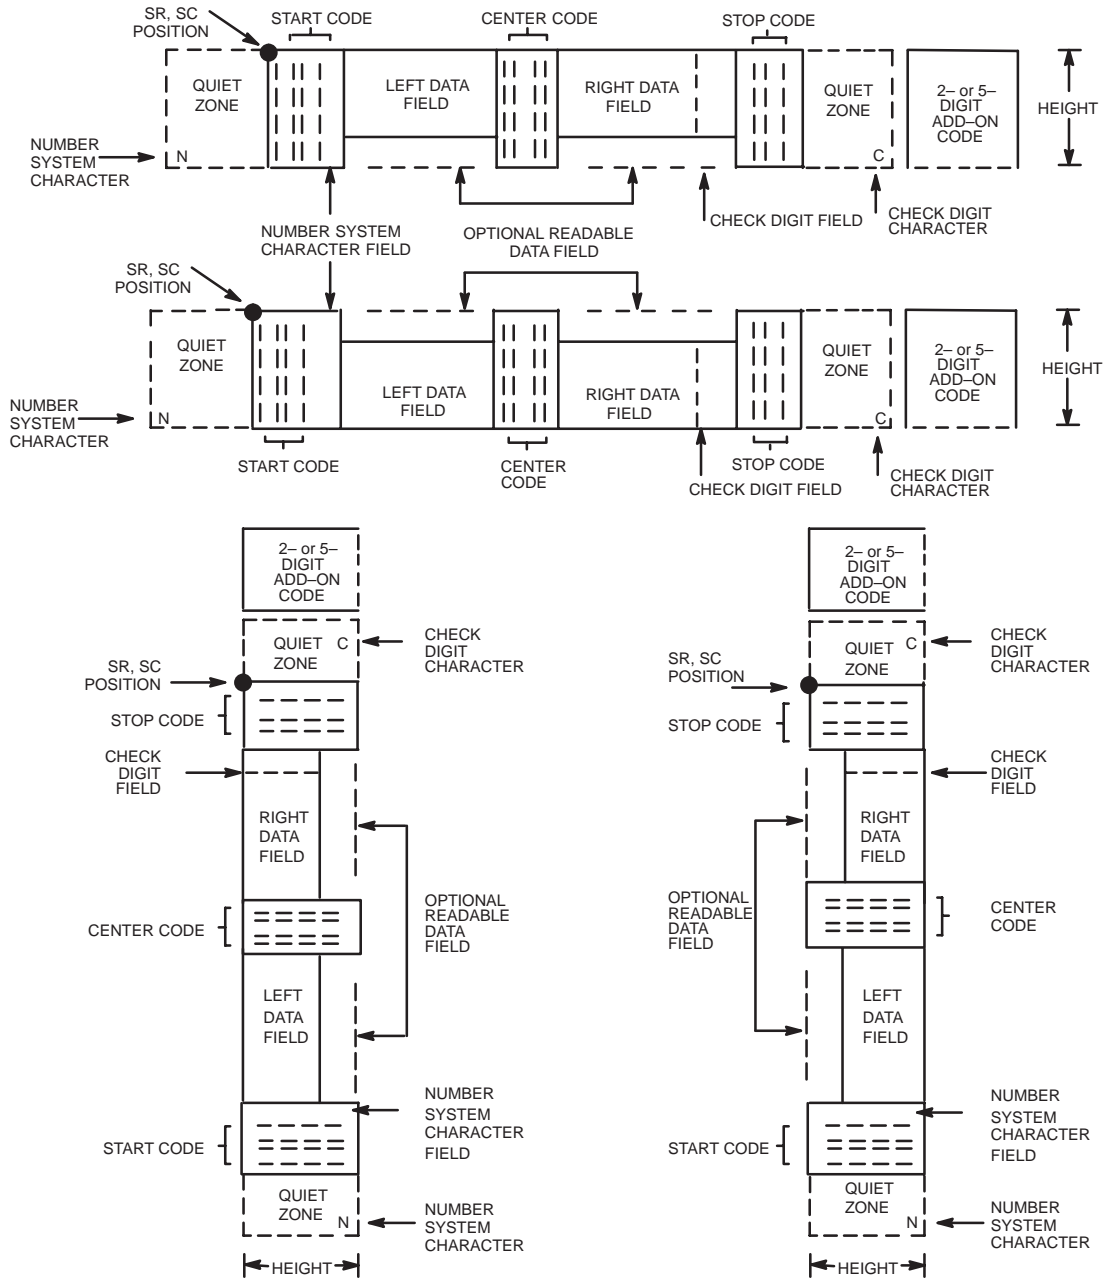 SR, SC
POSITION
START CODE
CENTER CODE
STOP CODE
QUIET
ZONE
LEFT DATA
FIELD
RIGHT DATA
FIELD
QUIET
ZONE
2– or 5–
DIGIT
ADD–ON
CODE
HEIGHT
NUMBER
SYSTEM
CHARACTER
N
C
NUMBER SYSTEM
CHARACTER FIELD
OPTIONAL READABLE
DATA FIELD
CHECK DIGIT FIELD
CHECK DIGIT
CHARACTER
SR, SC
POSITION
QUIET
ZONE
LEFT DATA
FIELD
RIGHT DATA
FIELD
QUIET
ZONE
2– or 5–
DIGIT
ADD–ON
CODE
HEIGHT
NUMBER
SYSTEM
CHARACTER
N
C
START CODE
CENTER
CODE
STOP CODE
CHECK DIGIT FIELD
CHECK DIGIT
CHARACTER
2– or 5–
DIGIT
ADD–ON
CODE
QUIET
ZONE
C
CHECK
DIGIT
CHARACTER
SR, SC
POSITION
STOP CODE
CHECK
DIGIT
FIELD
RIGHT
DATA
FIELD
CENTER CODE
OPTIONAL
READABLE
DATA
FIELD
LEFT
DATA
FIELD
NUMBER
SYSTEM
CHARACTER
FIELD
START CODE
QUIET
ZONE
N
NUMBER
SYSTEM
CHARACTER
HEIGHT
2– or 5–
DIGIT
ADD–ON
CODE
QUIET
ZONE
C
CHECK
DIGIT
CHARACTER
SR, SC
POSITION
STOP CODE
CHECK
DIGIT
FIELD
RIGHT
DATA
FIELD
OPTIONAL
READABLE
DATA
FIELD
CENTER
CODE
LEFT
DATA
FIELD
NUMBER
SYSTEM
CHARACTER
FIELD
START CODE
QUIET
ZONE
N
NUMBER
SYSTEM
CHARACTER
HEIGHT